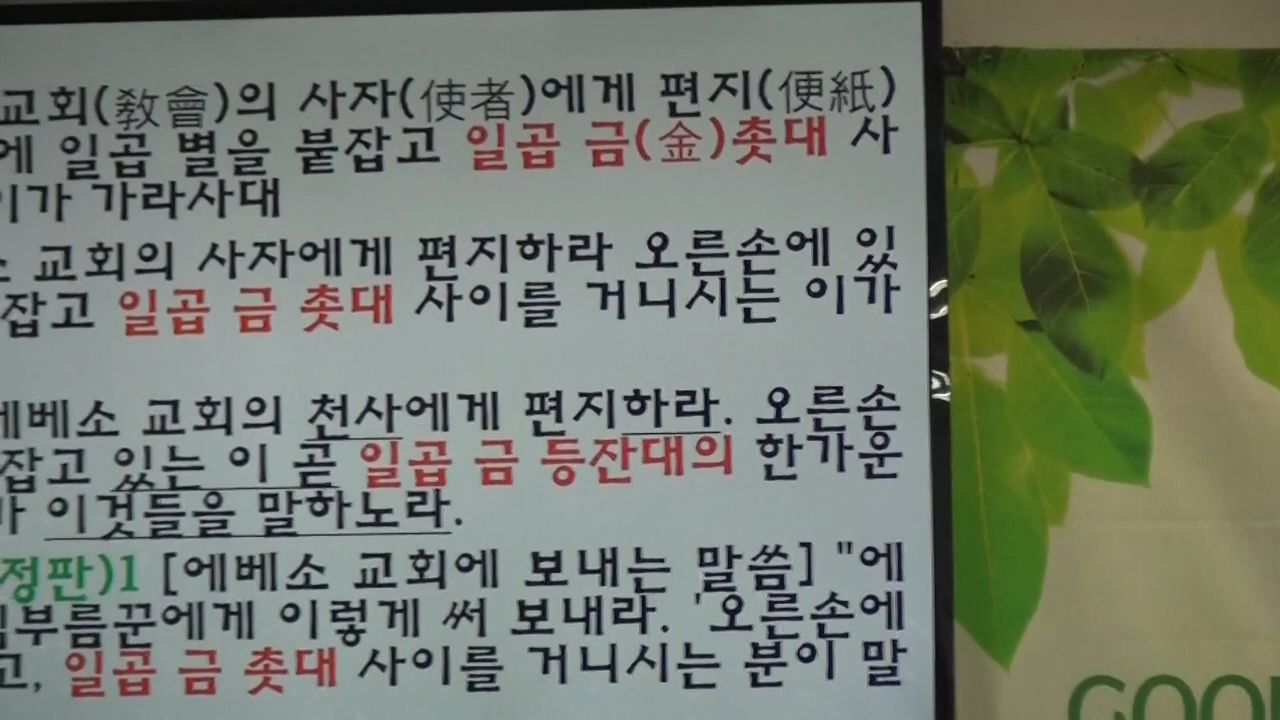 교회(敎會)의 사자(使者)에게 편지(便紙)
에 일곱 별을 붙잡고 일곱 금(金)촛대 사
이가 가라사대
교회의 사자에게 편지하라 오른손에 있
잡고 일곱 금 촛대 사이를 거니시는 이가
에베소 교회의 천사에게 편지하라. 오른손
잡고 있는 이 곧 일곱 금 등잔대의 한가운
이것들을 말하노라.
정판)1 [에베소 교회에 보내는 말씀] "에
심부름꾼에게 이렇게 써 보내라. '오른손에
고, 일곱 금 촛대 사이를 거니시는 분이 말